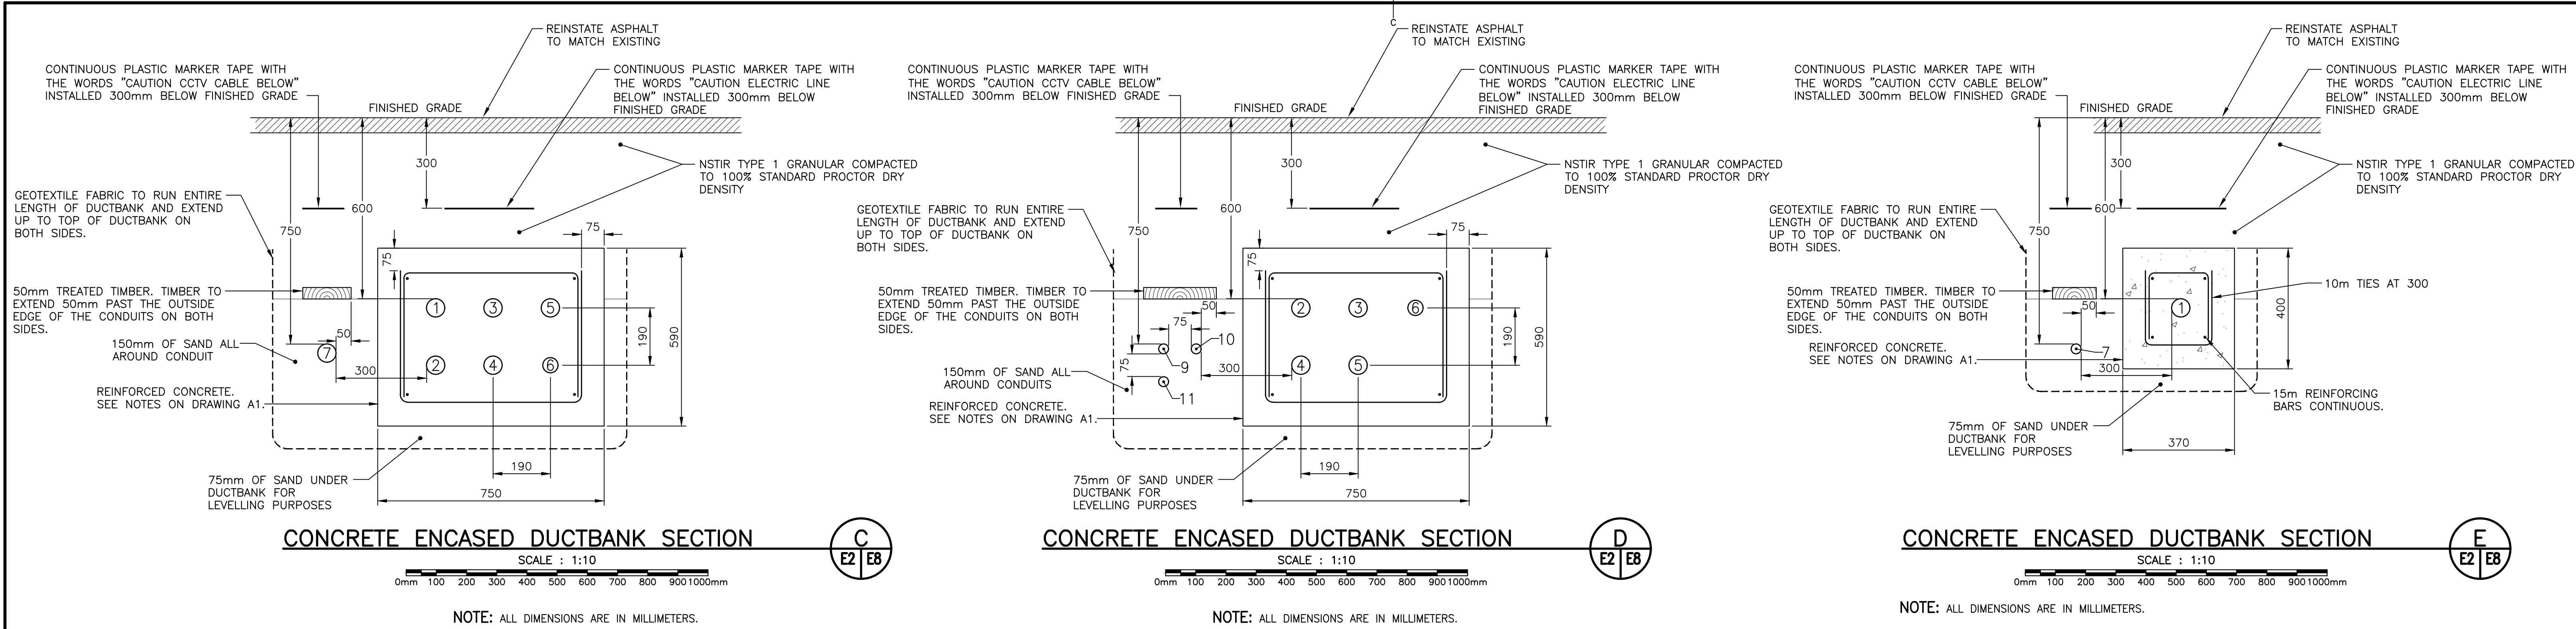 C
REINSTATE ASPHALT
TO MATCH EXISTING
CONTINUOUS PLASTIC MARKER TAPE WITH
THE WORDS "CAUTION CCTV CABLE BELOW"
INSTALLED 300mm BELOW FINISHED GRADE
CONTINUOUS PLASTIC MARKER TAPE WITH
THE WORDS "CAUTION ELECTRIC LINE
BELOW" INSTALLED 300mm BELOW
FINISHED GRADE
FINISHED GRADE
300
NSTIR TYPE 1 GRANULAR COMPACTED
TO 100% STANDARD PROCTOR DRY
DENSITY
GEOTEXTILE FABRIC TO RUN ENTIRE
LENGTH OF DUCTBANK AND EXTEND
UP TO TOP OF DUCTBANK ON
BOTH SIDES.
600
750
75
75
50mm TREATED TIMBER. TIMBER TO
EXTEND 50mm PAST THE OUTSIDE
EDGE OF THE CONDUITS ON BOTH
SIDES.
1
3
5
50
190
590
150mm OF SAND ALL
AROUND CONDUIT
7
2
4
6
300
REINFORCED CONCRETE.
SEE NOTES ON DRAWING A1.
190
75mm OF SAND UNDER
DUCTBANK FOR
LEVELLING PURPOSES
750
CONCRETE ENCASED DUCTBANK SECTION
C
E2 E8
SCALE : 1:10
0mm 100 200 300 400 500 600 700 800 900 1000mm
NOTE: ALL DIMENSIONS ARE IN MILLIMETERS.
REINSTATE ASPHALT
TO MATCH EXISTING
CONTINUOUS PLASTIC MARKER TAPE WITH
THE WORDS "CAUTION CCTV CABLE BELOW"
INSTALLED 300mm BELOW FINISHED GRADE
CONTINUOUS PLASTIC MARKER TAPE WITH
THE WORDS "CAUTION ELECTRIC LINE
BELOW" INSTALLED 300mm BELOW
FINISHED GRADE
FINISHED GRADE
300
NSTIR TYPE 1 GRANULAR COMPACTED
TO 100% STANDARD PROCTOR DRY
DENSITY
GEOTEXTILE FABRIC TO RUN ENTIRE
LENGTH OF DUCTBANK AND EXTEND
UP TO TOP OF DUCTBANK ON
BOTH SIDES.
600
750
75
75
50mm TREATED TIMBER. TIMBER TO
EXTEND 50mm PAST THE OUTSIDE
EDGE OF THE CONDUITS ON BOTH
SIDES.
50
2
3
6
75
10
190
590
75
9
300
4
5
150mm OF SAND ALL
AROUND CONDUITS
11
REINFORCED CONCRETE.
SEE NOTES ON DRAWING A1.
190
75mm OF SAND UNDER
DUCTBANK FOR
LEVELLING PURPOSES
750
CONCRETE ENCASED DUCTBANK SECTION
D
E2 E8
SCALE : 1:10
0mm 100 200 300 400 500 600 700 800 900 1000mm
NOTE: ALL DIMENSIONS ARE IN MILLIMETERS.
REINSTATE ASPHALT
TO MATCH EXISTING
CONTINUOUS PLASTIC MARKER TAPE WITH
THE WORDS "CAUTION CCTV CABLE BELOW"
INSTALLED 300mm BELOW FINISHED GRADE
CONTINUOUS PLASTIC MARKER TAPE WITH
THE WORDS "CAUTION ELECTRIC LINE
BELOW" INSTALLED 300mm BELOW
FINISHED GRADE
FINISHED GRADE
300
NSTIR TYPE 1 GRANULAR COMPACTED
TO 100% STANDARD PROCTOR DRY
DENSITY
GEOTEXTILE FABRIC TO RUN ENTIRE
LENGTH OF DUCTBANK AND EXTEND
UP TO TOP OF DUCTBANK ON
BOTH SIDES.
600
750
50mm TREATED TIMBER. TIMBER TO
EXTEND 50mm PAST THE OUTSIDE
EDGE OF THE CONDUITS ON BOTH
SIDES.
10m TIES AT 300
50
1
400
REINFORCED CONCRETE.
SEE NOTES ON DRAWING A1.
7
300
15m REINFORCING
BARS CONTINUOUS.
75mm OF SAND UNDER
DUCTBANK FOR
LEVELLING PURPOSES
370
CONCRETE ENCASED DUCTBANK SECTION
E
E2 E8
SCALE : 1:10
0mm 100 200 300 400 500 600 700 800 900 1000mm
NOTE: ALL DIMENSIONS ARE IN MILLIMETERS.